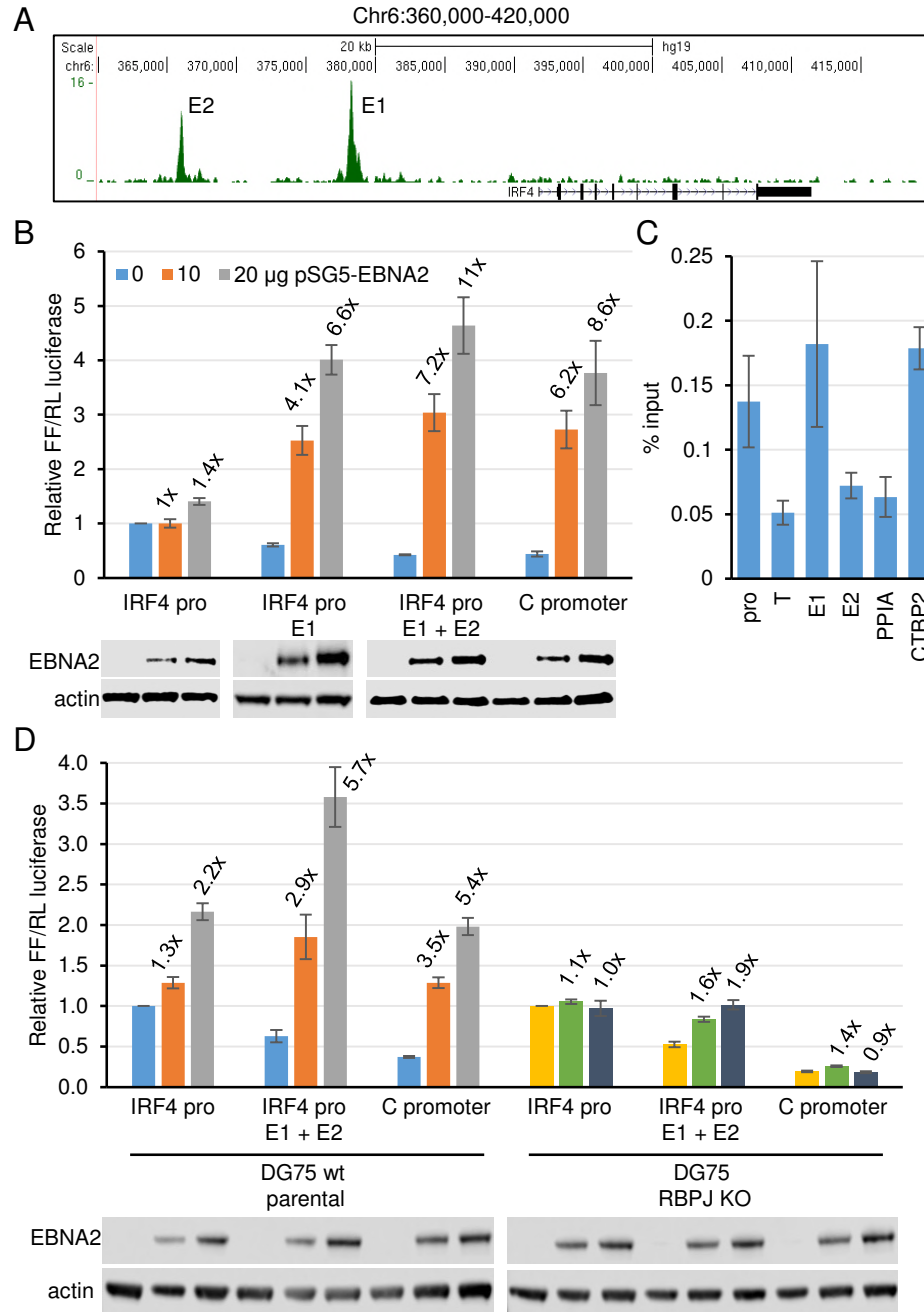 A
Chr6:360,000-420,000
Scale
20 kb
hg19
chr6:
365,000
370,000
375,000
380,000
385,000
390,000
395,000
400,000
405,000
410,000
415,000
16
E2
E1
0
IRF4
B
0
10
20 µg pSG5-EBNA2
Relative FF/RL luciferase
6
5
4
3
2
1
0
1x
1.4x
4.1x
6.6x
7.2x
11x
6.2x
8.6x
IRF4 pro
IRF4 pro
E1
IRF4 pro
E1 + E2
C promoter
EBNA2
actin
C
% input
0.25
0.2
0.15
0.1
0.05
0
pro
T
E1
E2
PPIA
CTBP2
D
Relative FF/RL luciferase
4.0
3.5
3.0
2.5
2.0
1.5
1.0
0.5
0.0
1.3x
2.2x
2.9x
5.7x
3.5x
5.4x
1.1x
1.0x
1.6x
1.9x
1.4x
0.9x
IRF4 pro
IRF4 pro
E1 + E2
C promoter
IRF4 pro
IRF4 pro
E1 + E2
C promoter
DG75 wt
parental
DG75
RBPJ KO
EBNA2
actin